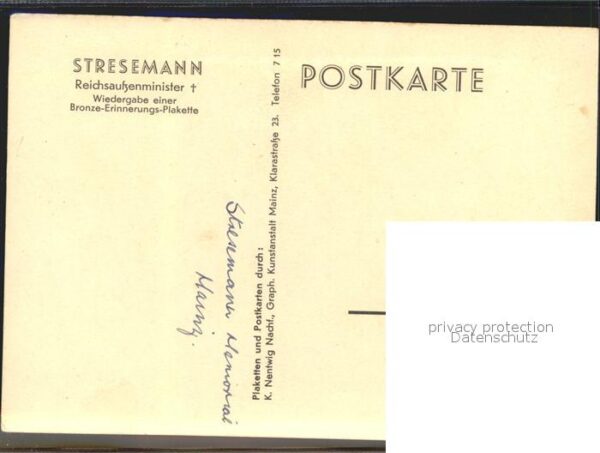 STRESEMANN
Reichsaußenminister †
Wiedergabe einer
Bronze-Erinnerungs-Plakette
POSTKARTE
Plaketten und Postkarten durch:
K. Nentwig Nachf., Graph. Kunstanstalt Mainz, Klarastraße 23. Telefon 7 15
Stresemann Memorial
Mainz.
privacy protection
Datenschutz